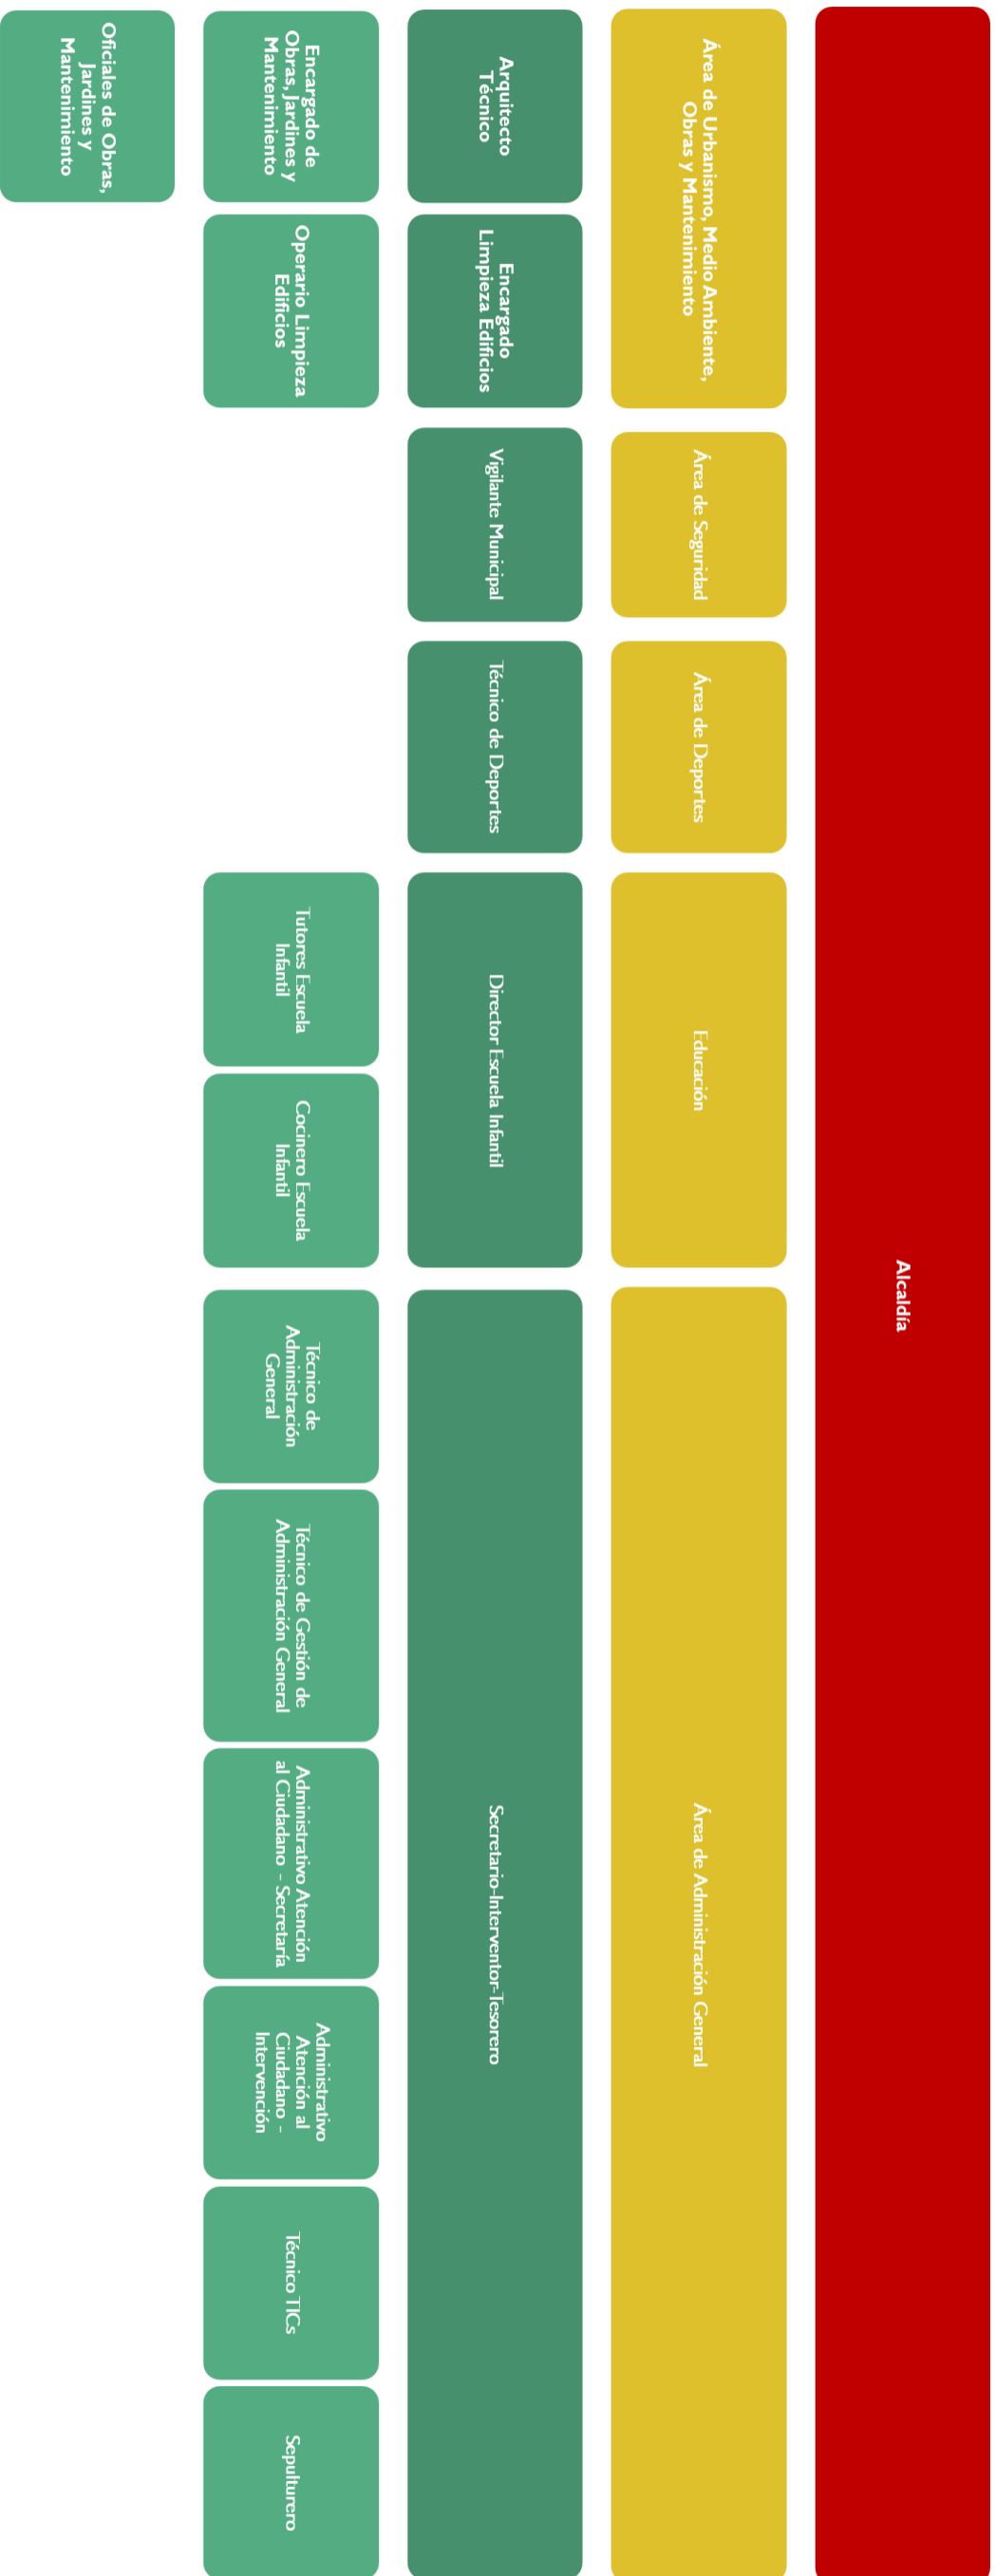 Alcaldía
Área de Urbanismo, Medio Ambiente,
Obras y Mantenimiento
Área de Seguridad
Área de Deportes
Educación
Área de Administración General
Arquitecto
Técnico
Encargado
Limpieza Edificios
Vigilante Municipal
Técnico de Deportes
Director Escuela Infantil
Secretario-Interventor-Tesorero
Encargado de
Obras, Jardines y
Mantenimiento
Operario Limpieza
Edificios
Tutores Escuela
Infantil
Cocinero Escuela
Infantil
Técnico de
Administración
General
Técnico de Gestión de
Administración General
Administrativo Atención
al Ciudadano - Secretaría
Administrativo
Atención al
Ciudadano -
Intervención
Técnico TICs
Sepulturero
Oficiales de Obras,
Jardines y
Mantenimiento